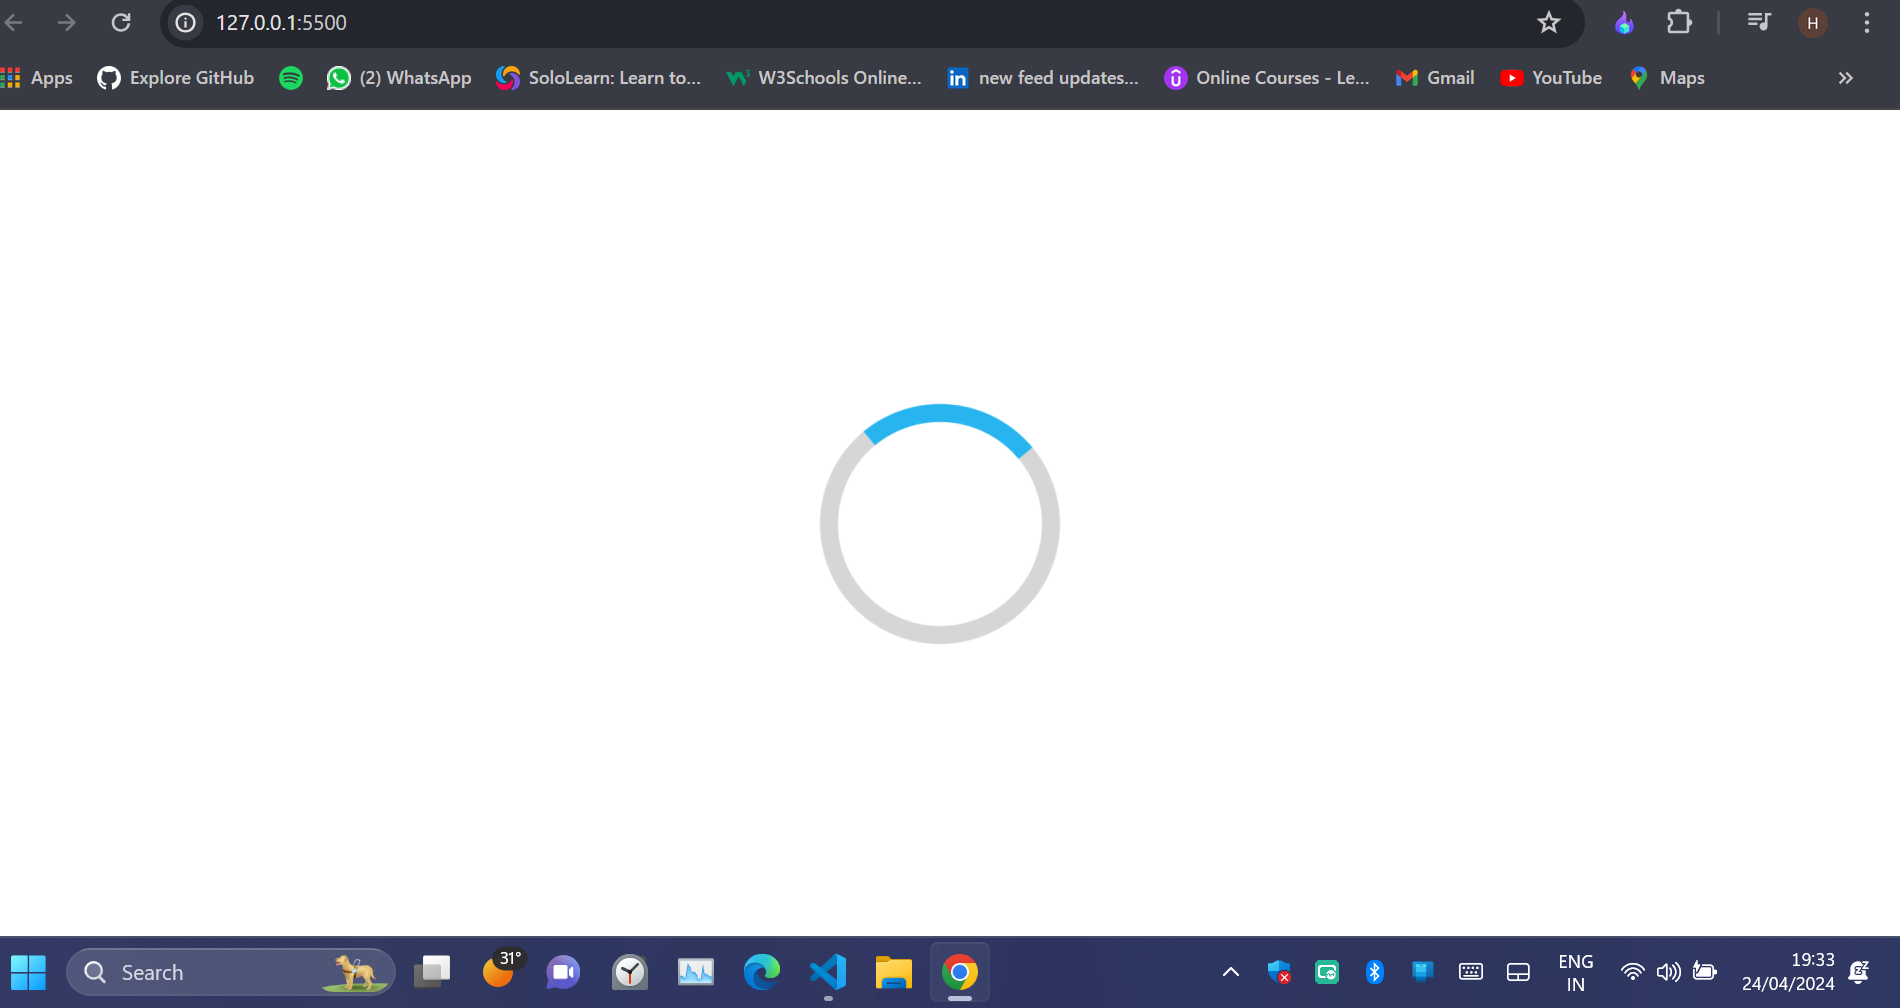 127.0.0.1:5500
H
Apps Explore GitHub (2) WhatsApp SoloLearn: Learn to... W3Schools Online... new feed updates... Online Courses - Le... Gmail YouTube Maps »
Search 31° ENG 19:33
IN 24/04/2024